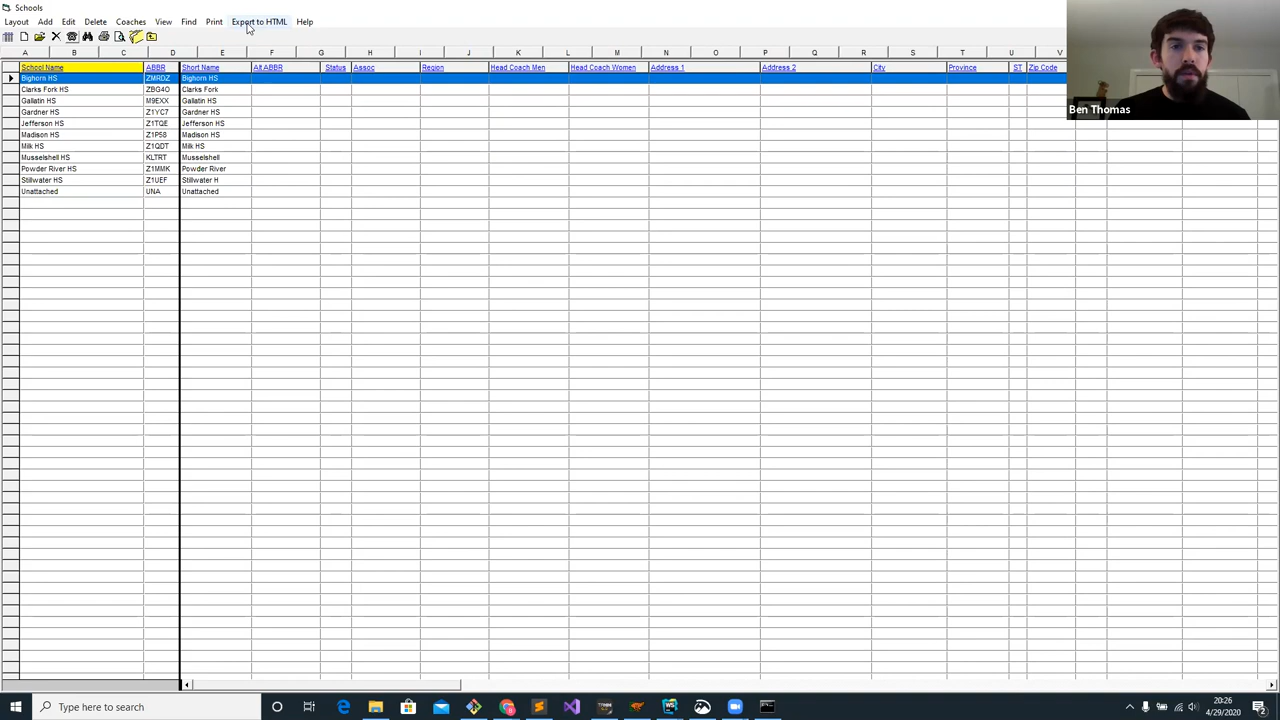 Schools
Layout Add Edit Delete Coaches View Find Print Export to HTML Help
A B C D E F G H I J K L M N O P Q R S T U V
School Name ABBR Short Name Alt ABBR Status Assoc Region Head Coach Men Head Coach Women Address 1 Address 2 City Province ST Zip Code
Bighorn HS ZMRDZ Bighorn HS
Clarks Fork HS ZBG4O Clarks Fork
Gallatin HS M9EXX Gallatin HS
Gardner HS Z1YC7 Gardner HS
Jefferson HS Z1TQE Jefferson HS
Madison HS Z1P58 Madison HS
Milk HS Z1QDT Milk HS
Musselshell HS KLTRT Musselshell
Powder River HS Z1MMK Powder River
Stillwater HS Z1UEF Stillwater H
Unattached UNA Unattached
Ben Thomas
Type here to search
20:26
4/29/2020